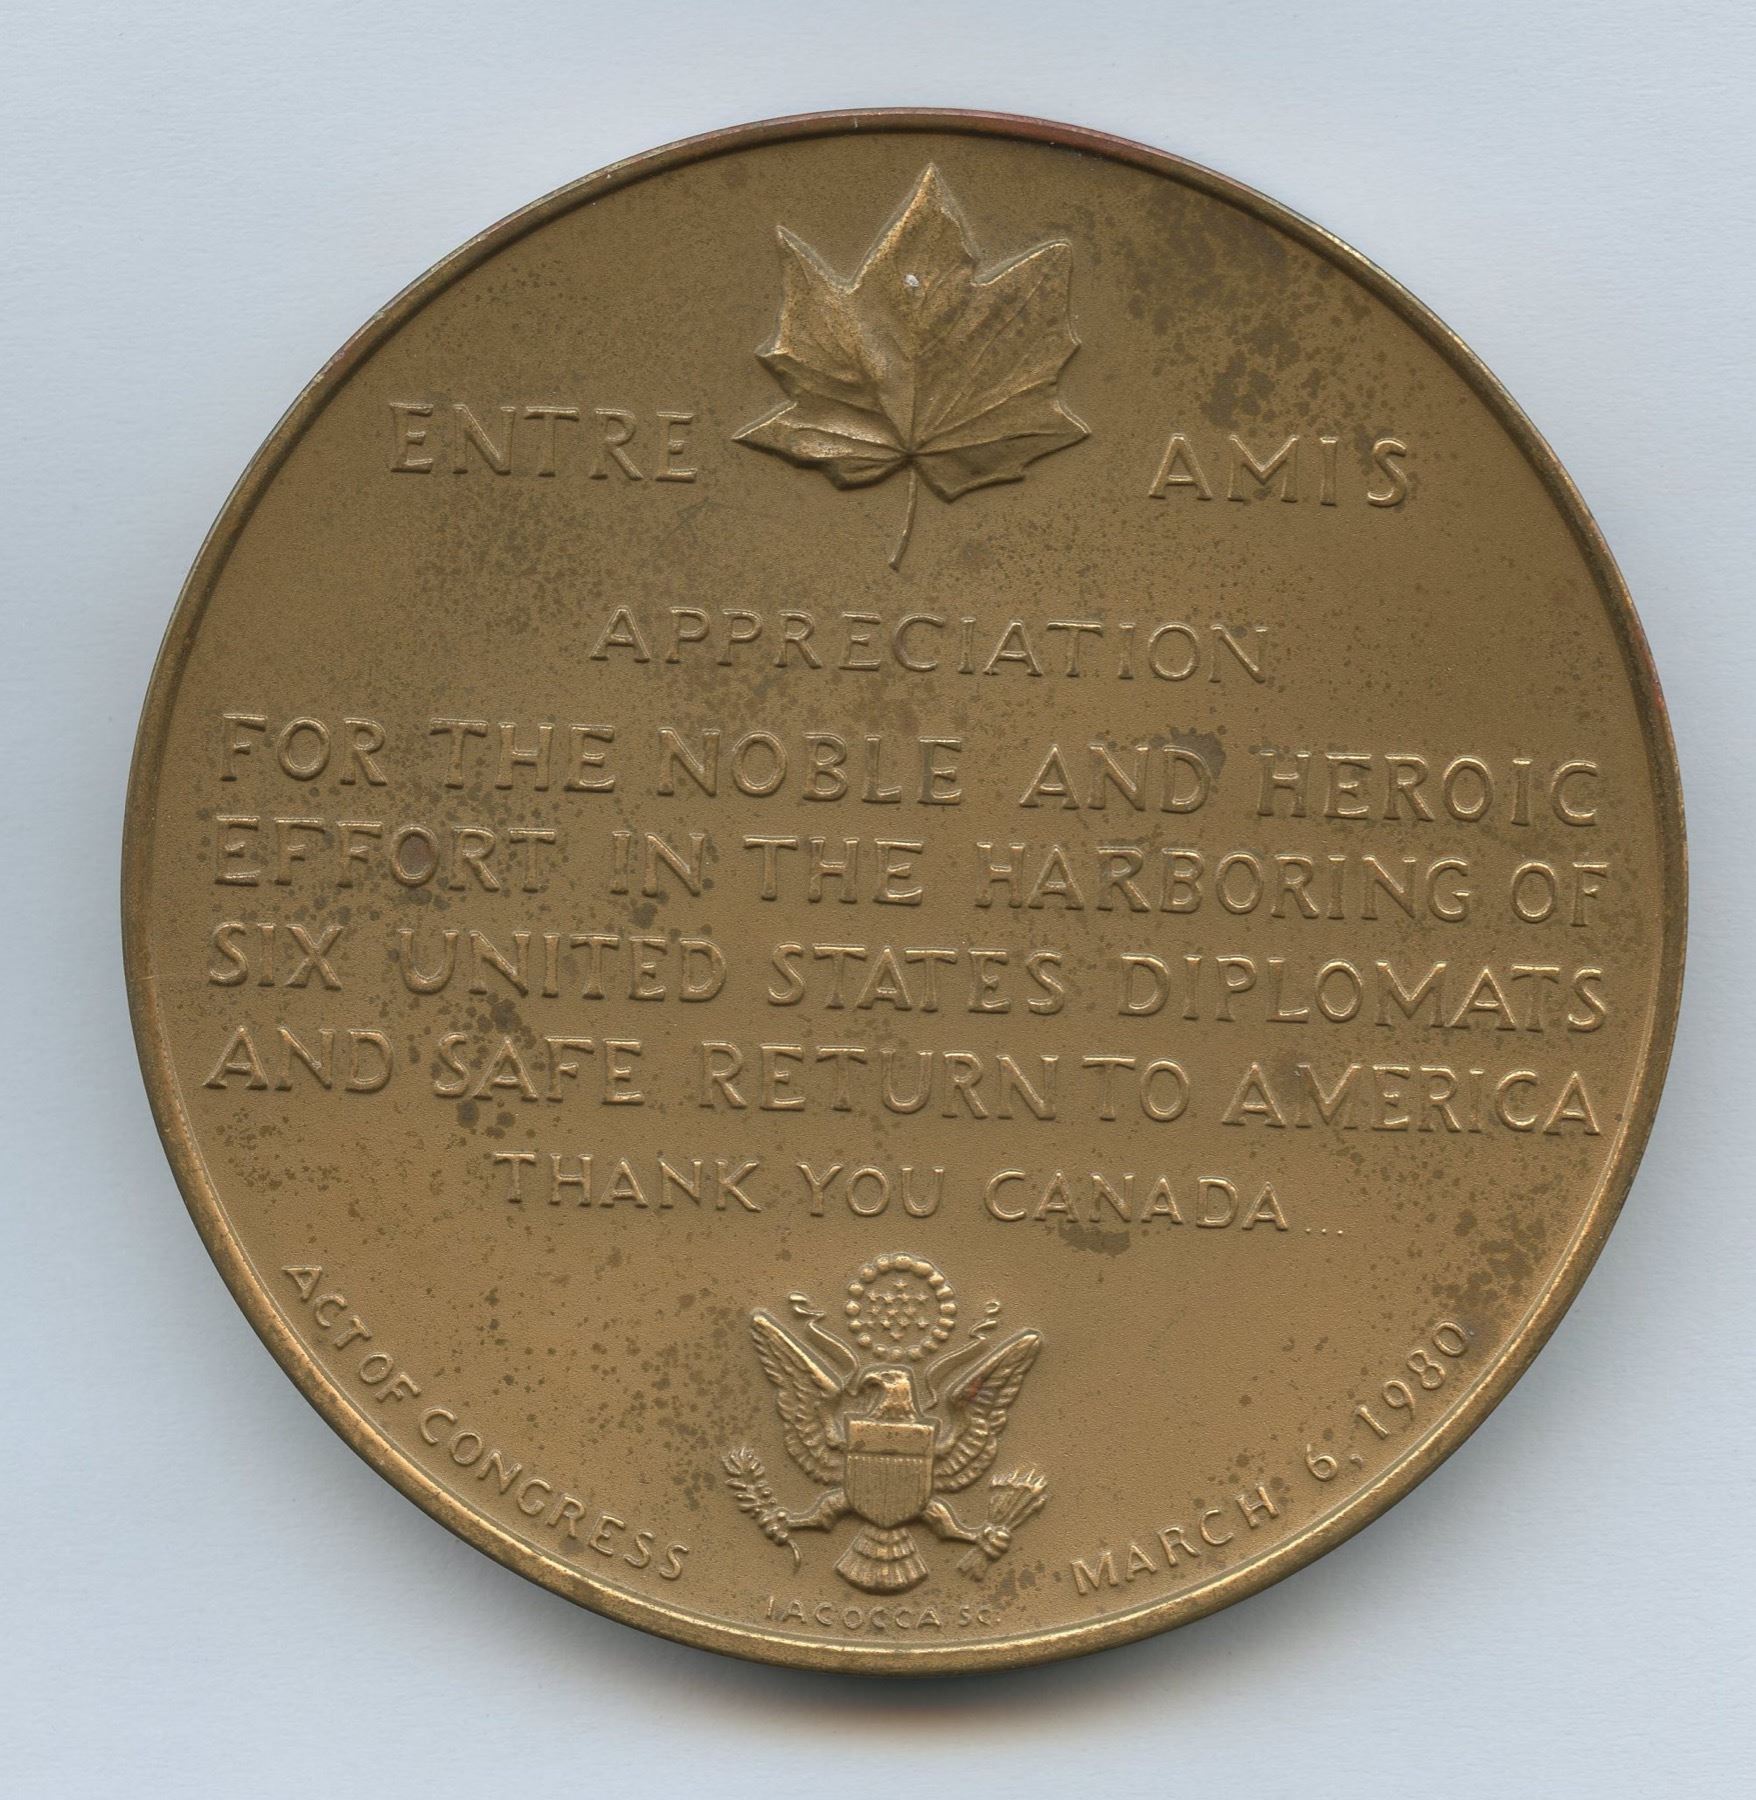 ENTRE AMIS
APPRECIATION
FOR THE NOBLE AND HEROIC
EFFORT IN THE HARBORING OF
SIX UNITED STATES DIPLOMATS
AND SAFE RETURN TO AMERICA
THANK YOU CANADA...
ACT OF CONGRESS MARCH 6, 1980
IACOCCA SC.